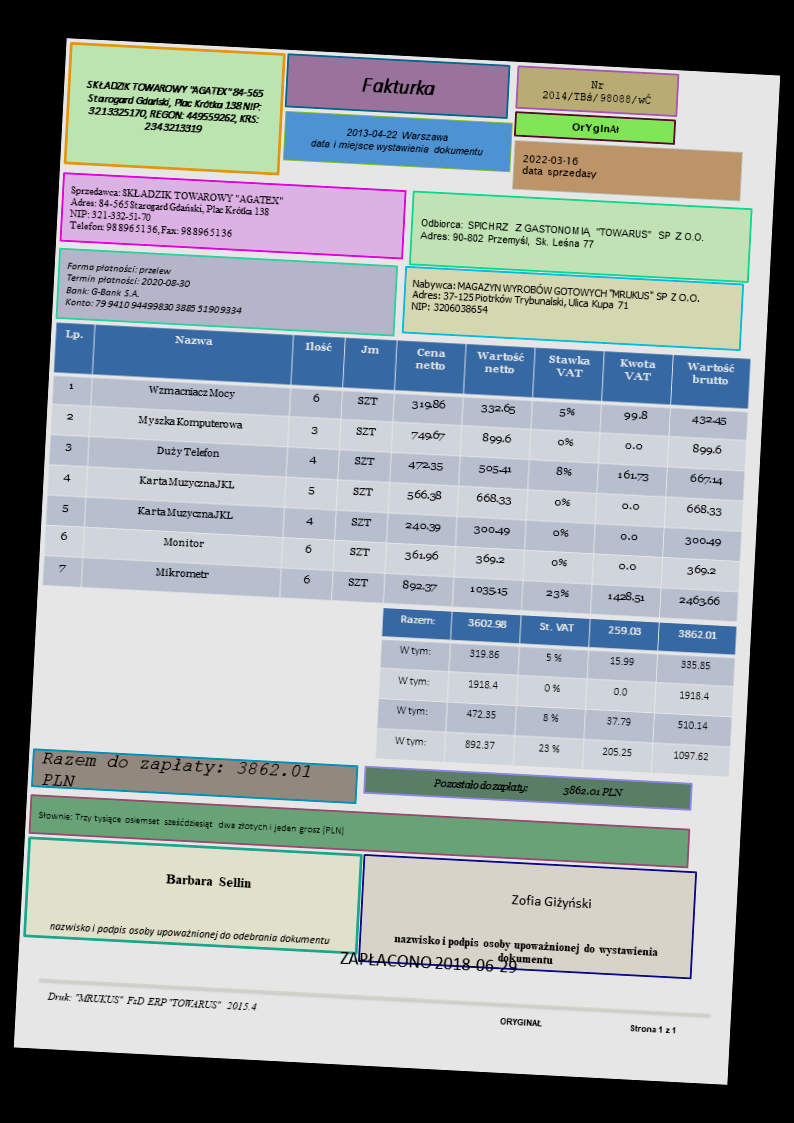 SKŁADZIK TOWAROWY "AGATEX" 84-565
Starogard Gdański, Plac Krótka 138 NIP:
3213325170, REGON: 449559262, KRS:
2343213319
Fakturka
2013-04-22 Warszawa
data i miejsce wystawienia dokumentu
Nr
2014/TBś/98088/wĆ
OrYgInAł
2022-03-16
data sprzedaży
Sprzedawca: SKŁADZIK TOWAROWY "AGATEX"
Adres: 84-565 Starogard Gdański, Plac Krótka 138
NIP: 321-332-51-70
Telefon: 988965136, Fax: 988965136
Odbiorca: SPICHRZ Z GASTONOMIĄ "TOWARUS" SP Z O.O.
Adres: 90-802 Przemyśl, Sk. Leśna 77
Forma płatności: przelew
Termin płatności: 2020-08-30
Bank: G-Bank S.A.
Konto: 79 9410 94499830 3885 51909334
Nabywca: MAGAZYN WYROBÓW GOTOWYCH "MRUKUS" SP Z O.O.
Adres: 37-125 Piotrków Trybunalski, Ulica Kupa 71
NIP: 3206038654
Lp. Nazwa Ilość Jm Cena netto Wartość netto Stawka VAT Kwota VAT Wartość brutto
1 Wzmacniacz Mocy 6 SZT 319.86 332.65 5% 99.8 432.45
2 Myszka Komputerowa 3 SZT 749.67 899.6 0% 0.0 899.6
3 Duży Telefon 4 SZT 472.35 505.41 8% 161.73 667.14
4 Karta Muzyczna JKL 5 SZT 566.38 668.33 0% 0.0 668.33
5 Karta Muzyczna JKL 4 SZT 240.39 300.49 0% 0.0 300.49
6 Monitor 6 SZT 361.96 369.2 0% 0.0 369.2
7 Mikrometr 6 SZT 892.37 1035.15 23% 1428.51 2463.66
Razem: 3602.98 St. VAT 259.03 3862.01
W tym: 319.86 5 % 15.99 335.85
W tym: 1918.4 0 % 0.0 1918.4
W tym: 472.35 8 % 37.79 510.14
W tym: 892.37 23 % 205.25 1097.62
Razem do zapłaty: 3862.01
PLN
Pozostało do zapłaty: 3862.01 PLN
Słownie: Trzy tysiące osiemset sześćdziesiąt dwa złotych i jeden grosz (PLN)
Barbara Sellin
nazwisko i podpis osoby upoważnionej do odebrania dokumentu
Zofia Giżyński
nazwisko i podpis osoby upoważnionej do wystawienia
dokumentu
ZAPŁACONO 2018-06-29
Druk: "MRUKUS" FsD ERP "TOWARUS" 2015.4
ORYGINAŁ
Strona 1 z 1